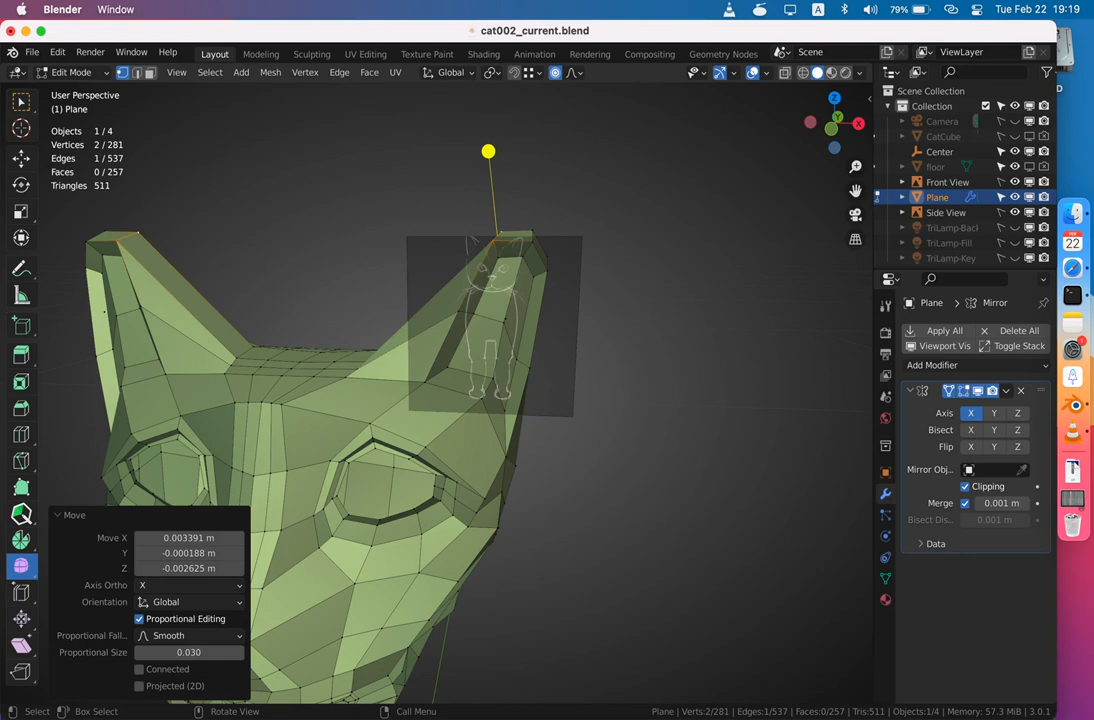 Blender Window 79% A Tue Feb 22 19:19
cat002_current.blend
File Edit Render Window Help Layout Modeling Sculpting UV Editing Texture Paint Shading Animation Rendering Compositing Geometry Nodes Scene ViewLayer
Edit Mode View Select Add Mesh Vertex Edge Face UV Global
User Perspective
(1) Plane
Objects 1/4
Vertices 2/281
Edges 1/537
Faces 0/257
Triangles 511
Z
Y
X
Scene Collection
Collection
Camera
CatCube
Center
floor
Front View
Plane
Side View
TriLamp-Back
TriLamp-Fill
TriLamp-Key
FEB
22
Plane > Mirror
Apply All Delete All
Viewport Vis Toggle Stack
Add Modifier
Axis X Y Z
Bisect X Y Z
Flip X Y Z
Mirror Obj...
Clipping
Merge 0.001 m
Bisect Dis... 0.001 m
Data
Move
Move X 0.003391 m
Y -0.000188 m
Z -0.002625 m
Axis Ortho X
Orientation Global
Proportional Editing
Proportional Fall... Smooth
Proportional Size 0.030
Connected
Projected (2D)
Select Box Select Rotate View Call Menu Plane | Verts:2/281 | Edges:1/537 | Faces:0/257 | Tris:511 | Objects:1/4 | Memory: 57.3 MiB | 3.0.1